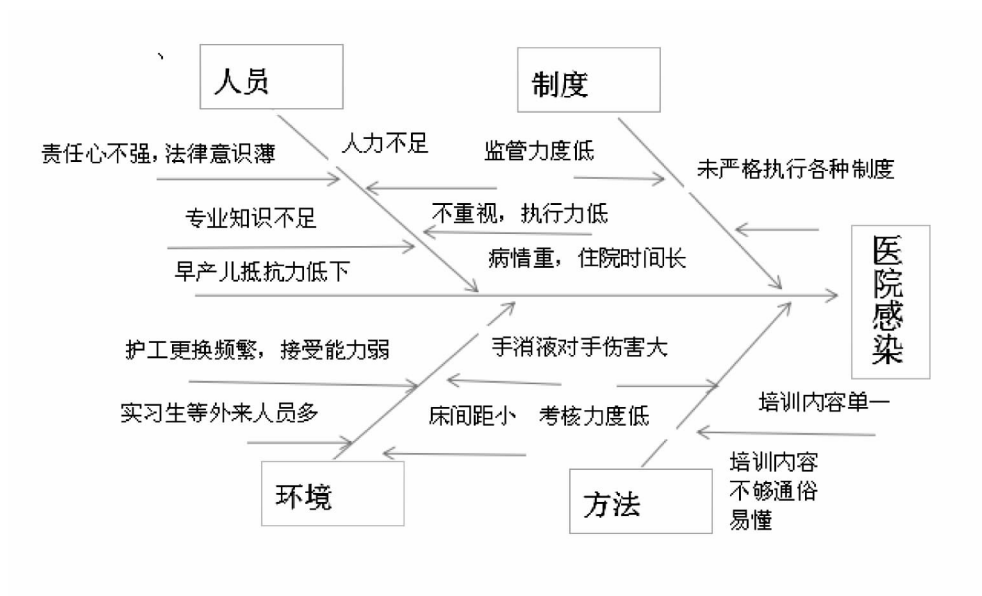 、
人员
制度
责任心不强，法律意识薄
人力不足
监管力度低
未严格执行各种制度
专业知识不足
不重视，执行力低
早产儿抵抗力低下
病情重，住院时间长
医院感染
护工更换频繁，接受能力弱
手消液对手伤害大
实习生等外来人员多
床间距小
考核力度低
培训内容单一
培训内容
不够通俗
易懂
环境
方法